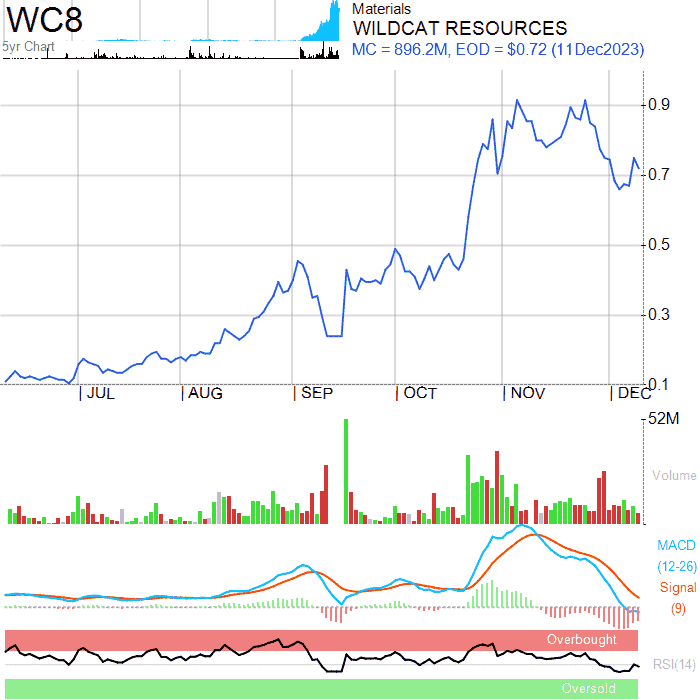 WC8
Materials
WILDCAT RESOURCES
5yr Chart
MC = 896.2M, EOD = $0.72 (11Dec2023)
0.9
0.7
0.5
0.3
0.1
JUL AUG SEP OCT NOV DEC
52M
Volume
MACD
(12-26)
Signal
(9)
Overbought
RSI(14)
Oversold